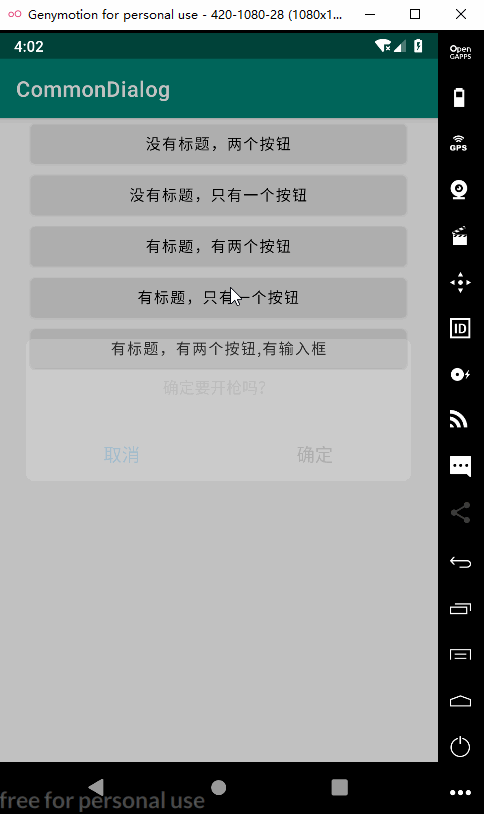 Genymotion for personal use - 420-1080-28 (1080x1...
4:02
Open
GAPPS
CommonDialog
GPS
没有标题，两个按钮
没有标题，只有一个按钮
有标题，有两个按钮
有标题，只有一个按钮
ID
有标题，有两个按钮,有输入框
确定要开枪吗？
取消
确定
free for personal use